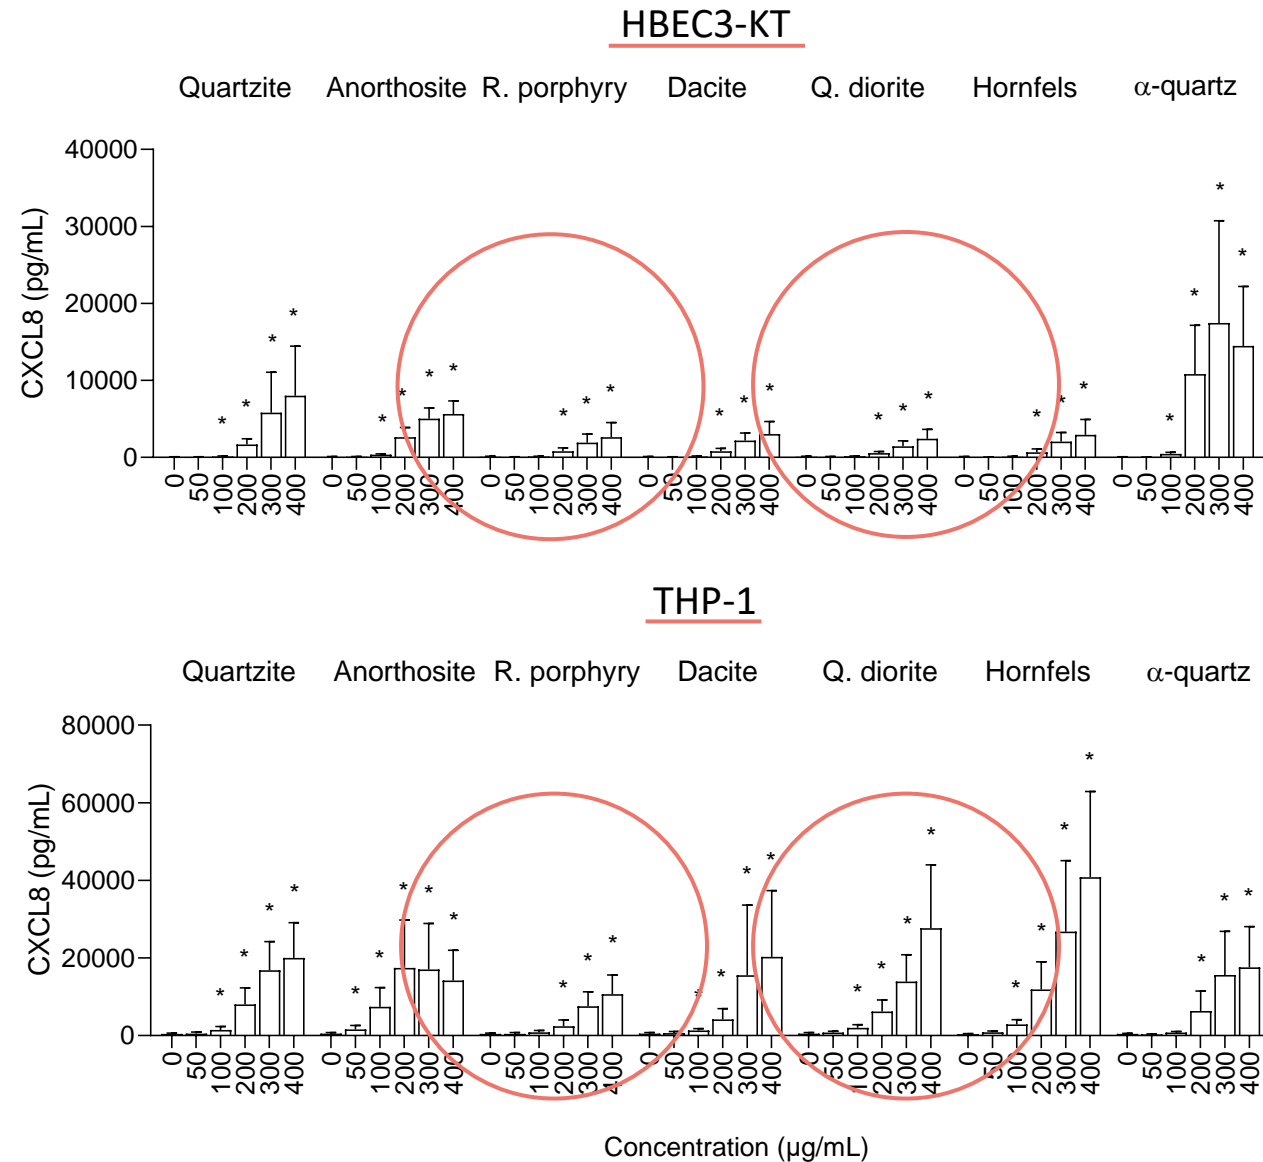 HBEC3-KT
Quartzite Anorthosite R. porphyry Dacite Q. diorite Hornfels α-quartz
CXCL8 (pg/mL)
40000
30000
20000
10000
0
* * * * * * * * * * * * * * * * * * * * * * * *
0 50 100 200 300 400 0 50 100 200 300 400 0 50 100 200 300 400 0 50 100 200 300 400 0 50 100 200 300 400 0 50 100 200 300 400 0 50 100 200 300 400
THP-1
Quartzite Anorthosite R. porphyry Dacite Q. diorite Hornfels α-quartz
CXCL8 (pg/mL)
80000
60000
40000
20000
0
* * * * * * * * * * * * * * * * * * * * * * * * * * * *
0 50 100 200 300 400 0 50 100 200 300 400 0 50 100 200 300 400 0 50 100 200 300 400 0 50 100 200 300 400 0 50 100 200 300 400 0 50 100 200 300 400
Concentration (μg/mL)